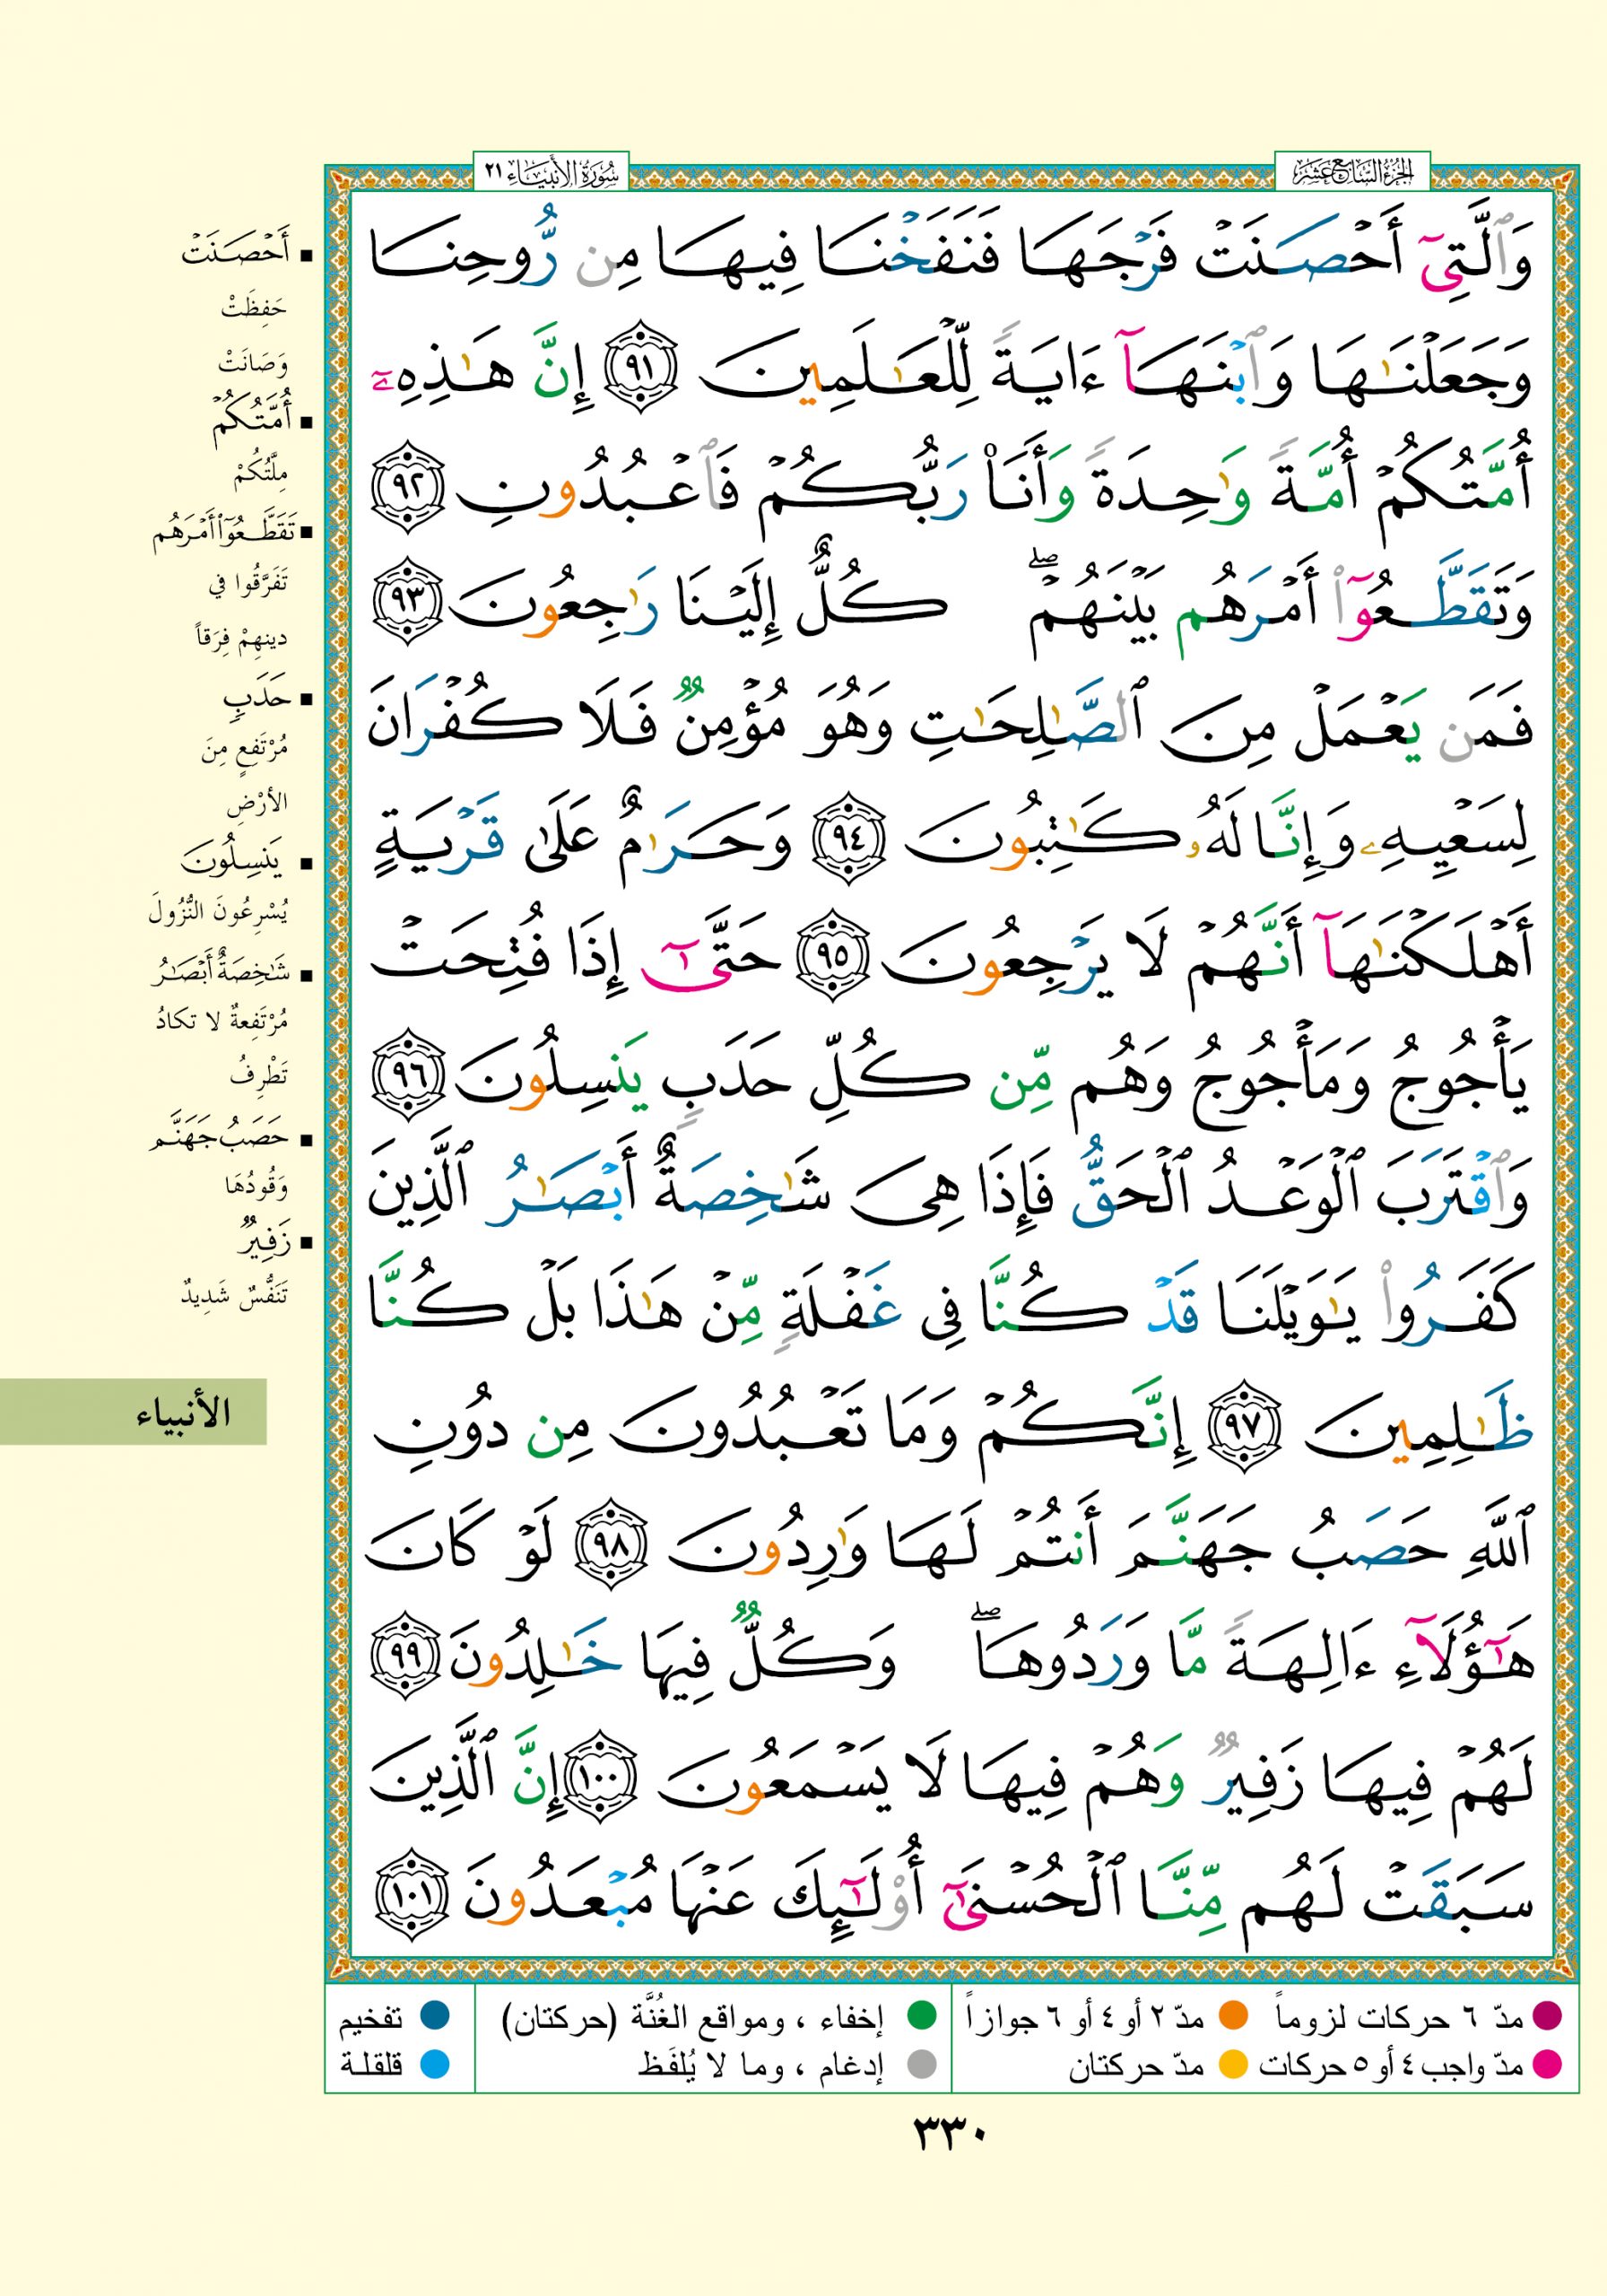 الجزء السابع عشر
سورة الأنبياء ٢١
وَٱلَّتِىٓ أَحْصَنَتْ فَرْجَهَا فَنَفَخْنَا فِيهَا مِن رُّوحِنَا
وَجَعَلْنَٰهَا وَٱبْنَهَآ ءَايَةً لِّلْعَٰلَمِينَ ٩١ إِنَّ هَٰذِهِۦٓ
أُمَّتُكُمْ أُمَّةً وَٰحِدَةً وَأَنَا۠ رَبُّكُمْ فَٱعْبُدُونِ ٩٢
وَتَقَطَّعُوٓا۟ أَمْرَهُم بَيْنَهُمْ ۖ كُلٌّ إِلَيْنَا رَٰجِعُونَ ٩٣
فَمَن يَعْمَلْ مِنَ ٱلصَّٰلِحَٰتِ وَهُوَ مُؤْمِنٌ فَلَا كُفْرَانَ
لِسَعْيِهِۦ وَإِنَّا لَهُۥ كَٰتِبُونَ ٩٤ وَحَرَٰمٌ عَلَىٰ قَرْيَةٍ
أَهْلَكْنَٰهَآ أَنَّهُمْ لَا يَرْجِعُونَ ٩٥ حَتَّىٰٓ إِذَا فُتِحَتْ
يَأْجُوجُ وَمَأْجُوجُ وَهُم مِّن كُلِّ حَدَبٍ يَنسِلُونَ ٩٦
وَٱقْتَرَبَ ٱلْوَعْدُ ٱلْحَقُّ فَإِذَا هِىَ شَٰخِصَةٌ أَبْصَٰرُ ٱلَّذِينَ
كَفَرُوا۟ يَٰوَيْلَنَا قَدْ كُنَّا فِى غَفْلَةٍ مِّنْ هَٰذَا بَلْ كُنَّا
ظَٰلِمِينَ ٩٧ إِنَّكُمْ وَمَا تَعْبُدُونَ مِن دُونِ
ٱللَّهِ حَصَبُ جَهَنَّمَ أَنتُمْ لَهَا وَٰرِدُونَ ٩٨ لَوْ كَانَ
هَٰٓؤُلَآءِ ءَالِهَةً مَّا وَرَدُوهَا ۖ وَكُلٌّ فِيهَا خَٰلِدُونَ ٩٩
لَهُمْ فِيهَا زَفِيرٌ وَهُمْ فِيهَا لَا يَسْمَعُونَ ١٠٠ إِنَّ ٱلَّذِينَ
سَبَقَتْ لَهُم مِّنَّا ٱلْحُسْنَىٰٓ أُو۟لَٰٓئِكَ عَنْهَا مُبْعَدُونَ ١٠١
أَحْصَنَتْ
حَفِظَتْ
وَصَانَتْ
أُمَّتُكُمْ
مِلَّتُكُمْ
تَقَطَّعُوٓا۟ أَمْرَهُم
تَفَرَّقُوا في
دينهِمْ فِرَقاً
حَدَبٍ
مُرْتَفِعٍ مِنَ
الأرْضِ
يَنسِلُونَ
يُسْرِعُونَ النُّزُولَ
شَٰخِصَةٌ أَبْصَٰرُ
مُرْتَفِعةٌ لا تكادُ
تَطْرِفُ
حَصَبُ جَهَنَّمَ
وَقُودُهَا
زَفِيرٌ
تَنَفُّسٌ شَدِيدٌ
الأنبياء
مدّ ٦ حركات لزوماً
مدّ ٢ أو ٤ أو ٦ جوازاً
إخفاء ، ومواقع الغُنَّة (حركتان)
تفخيم
مدّ واجب ٤ أو ٥ حركات
مدّ حركتان
إدغام ، وما لا يُلفَظ
قلقلة
٣٣٠